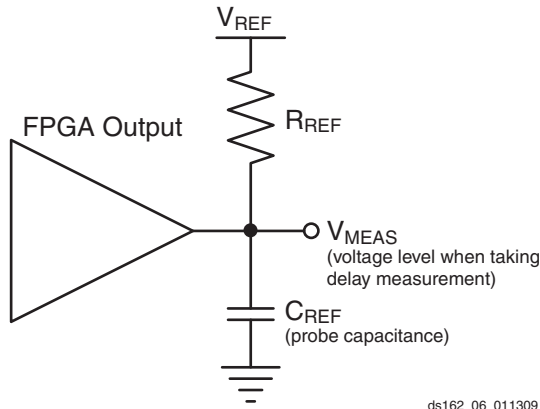 VREF
FPGA Output
RREF
VMEAS
(voltage level when taking
delay measurement)
CREF
(probe capacitance)
ds162_06_011309